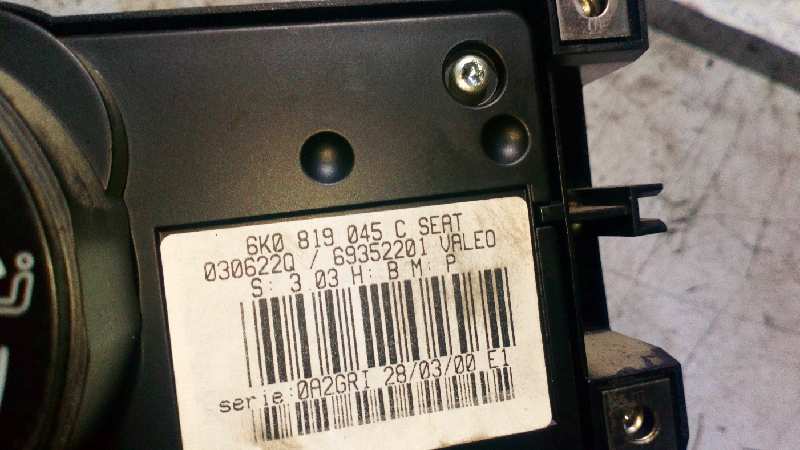 6K0 819 045 C SEAT
030622Q / 69352201 VALEO
S: 3.03 H: B M: P
serie:0A2GRI 28/03/00 E1